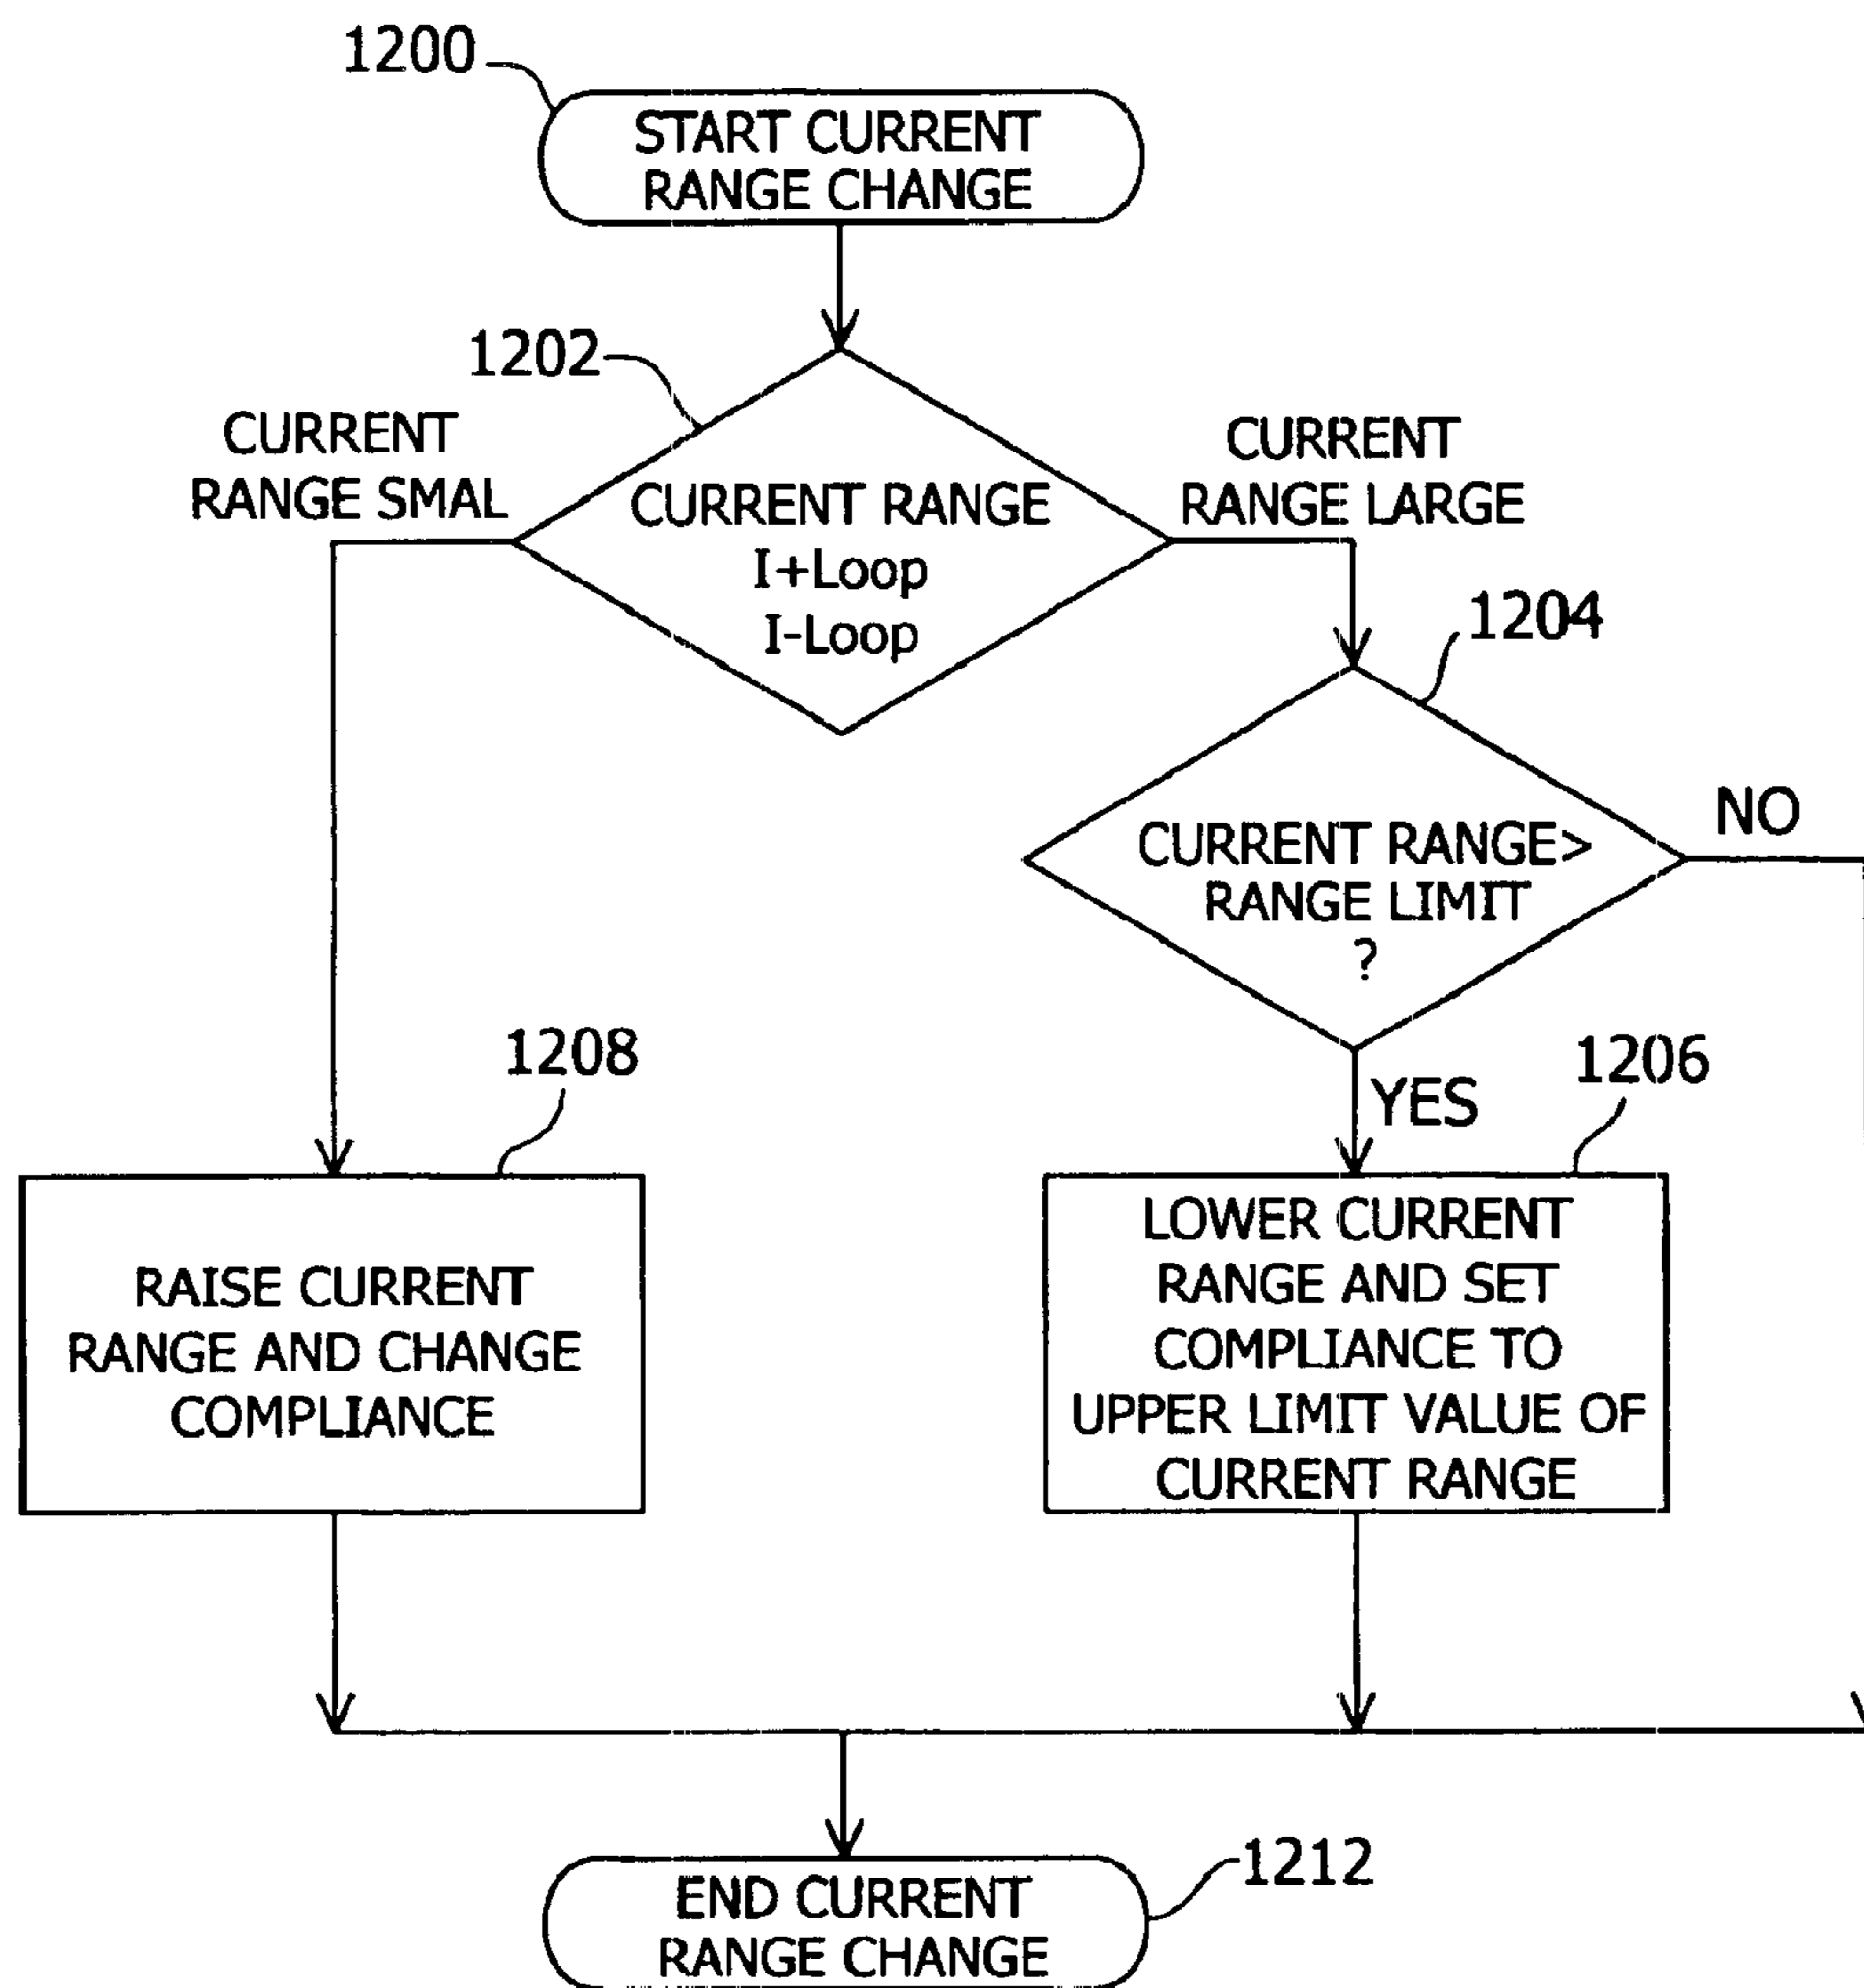 1200
START CURRENT
RANGE CHANGE
1202
CURRENT
RANGE SMAL
CURRENT RANGE
I+Loop
I-Loop
CURRENT
RANGE LARGE
1204
CURRENT RANGE>
RANGE LIMIT
?
NO
YES
1208
RAISE CURRENT
RANGE AND CHANGE
COMPLIANCE
1206
LOWER CURRENT
RANGE AND SET
COMPLIANCE TO
UPPER LIMIT VALUE OF
CURRENT RANGE
END CURRENT
RANGE CHANGE
1212